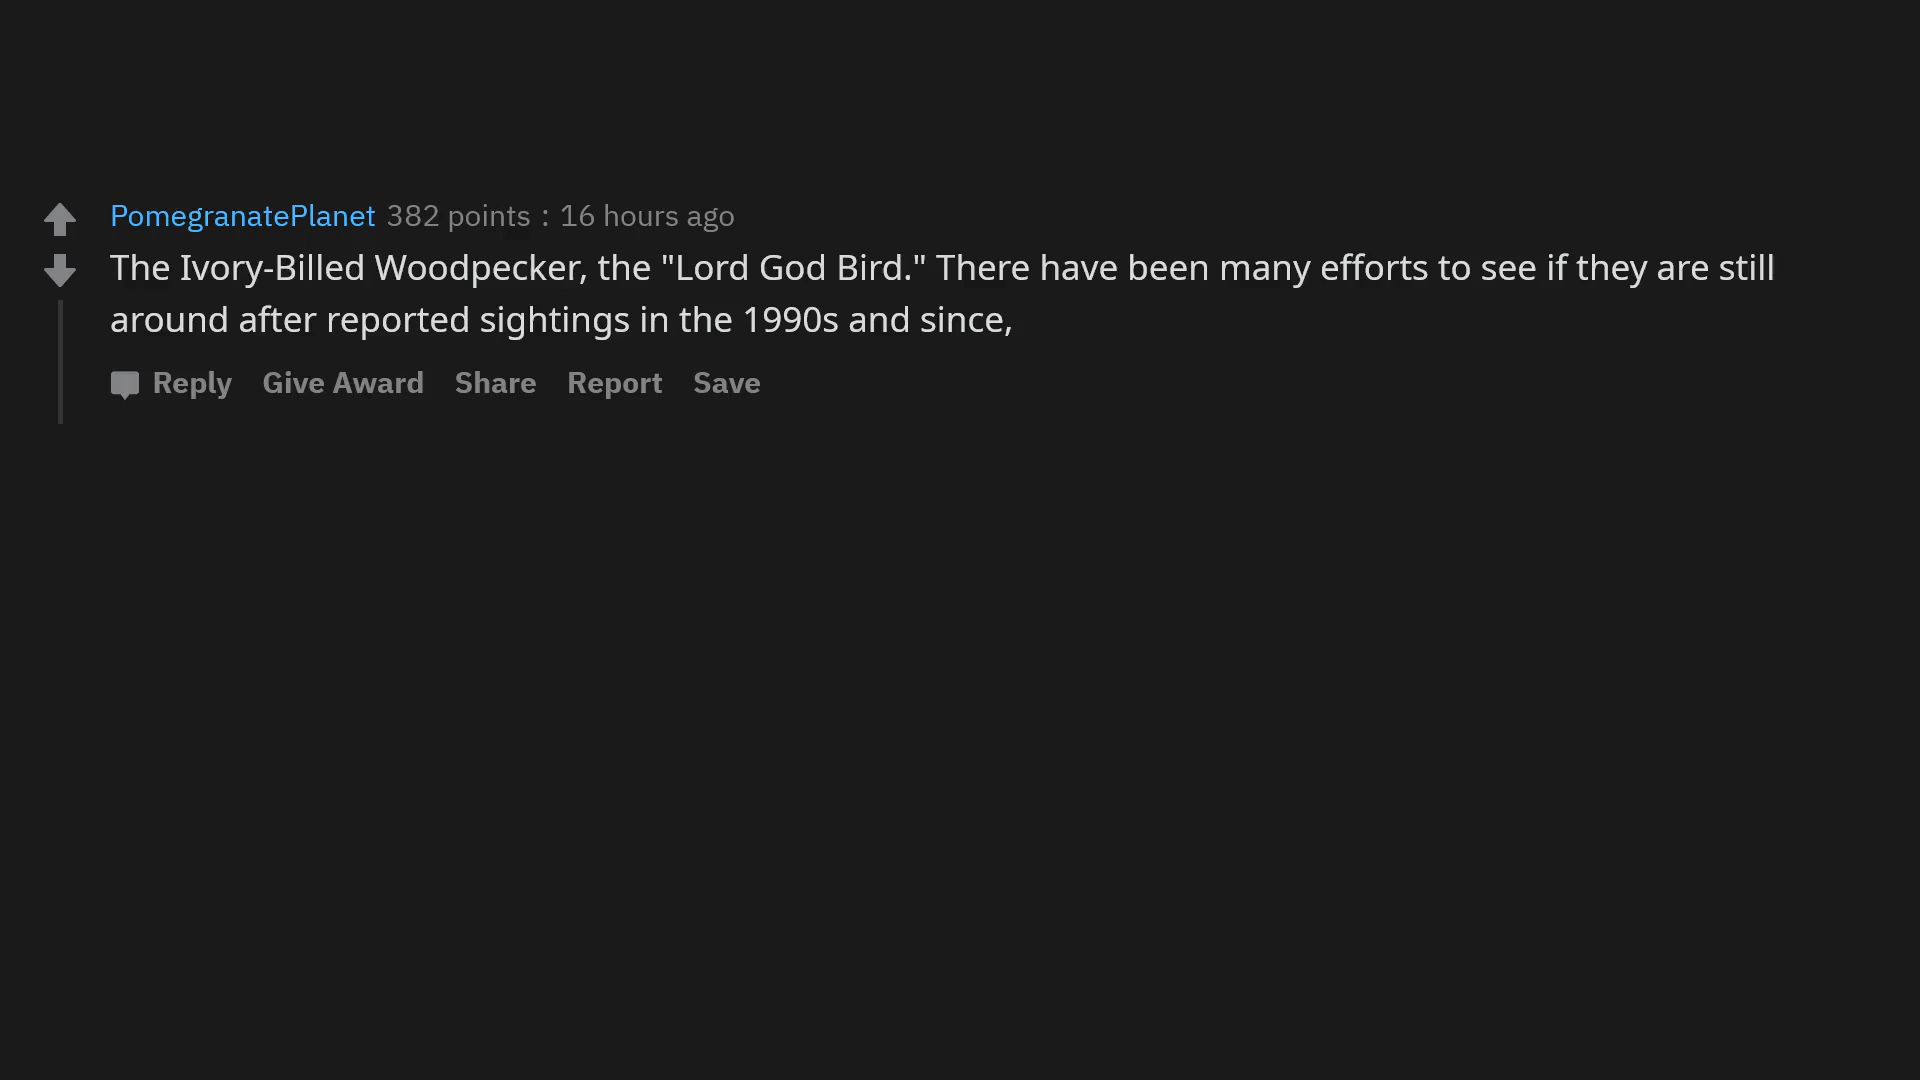 PomegranatePlanet 382 points : 16 hours ago
The Ivory-Billed Woodpecker, the "Lord God Bird." There have been many efforts to see if they are still
around after reported sightings in the 1990s and since,
Reply Give Award Share Report Save